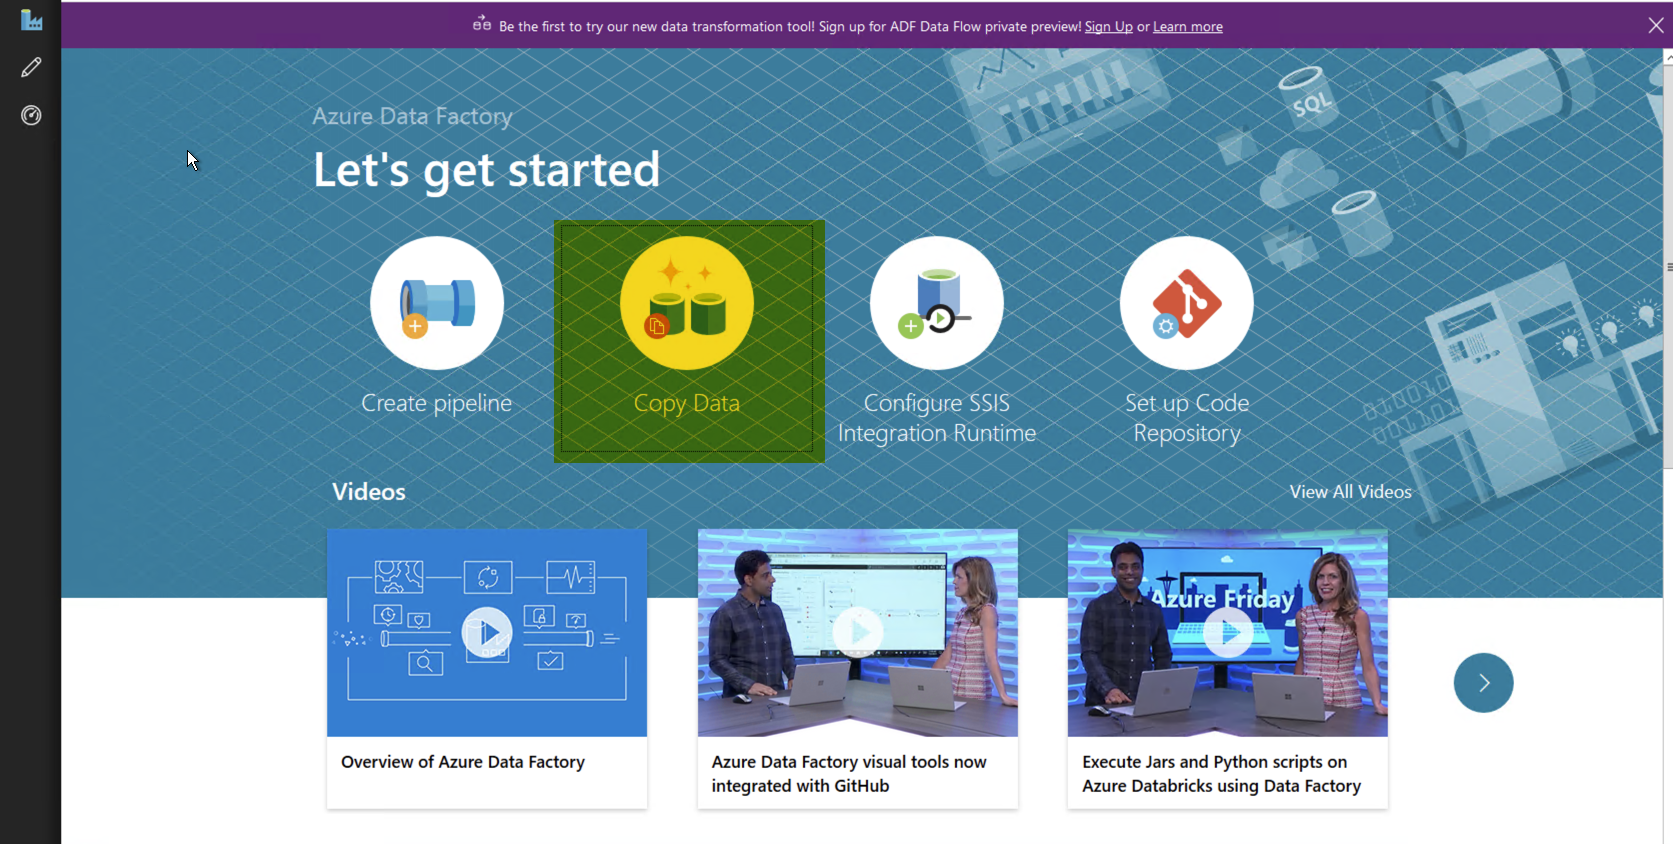 Be the first to try our new data transformation tool! Sign up for ADF Data Flow private preview! Sign Up or Learn more
Azure Data Factory
Let's get started
SQL
Create pipeline
Copy Data
Configure SSIS
Integration Runtime
Set up Code
Repository
Videos
View All Videos
Azure Friday
Overview of Azure Data Factory
Azure Data Factory visual tools now
integrated with GitHub
Execute Jars and Python scripts on
Azure Databricks using Data Factory